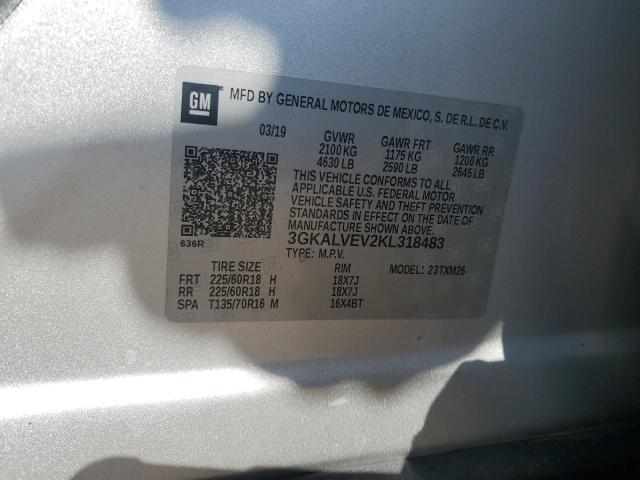 GM MFD BY GENERAL MOTORS DE MEXICO, S. DE R.L. DE C.V.
03/19 GVWR GAWR FRT GAWR RR
2100 KG 1175 KG 1200 KG
4630 LB 2590 LB 2645 LB
THIS VEHICLE CONFORMS TO ALL
APPLICABLE U.S. FEDERAL MOTOR
VEHICLE SAFETY AND THEFT PREVENTION
STANDARDS IN EFFECT ON THE DATE OF
MANUFACTURE SHOWN ABOVE.
636R 3GKALVEV2KL318483
TYPE: M.P.V. MODEL: 23TXM26
TIRE SIZE RIM
FRT 225/60R18 H 18X7J
RR 225/60R18 H 18X7J
SPA T135/70R16 M 16X4BT